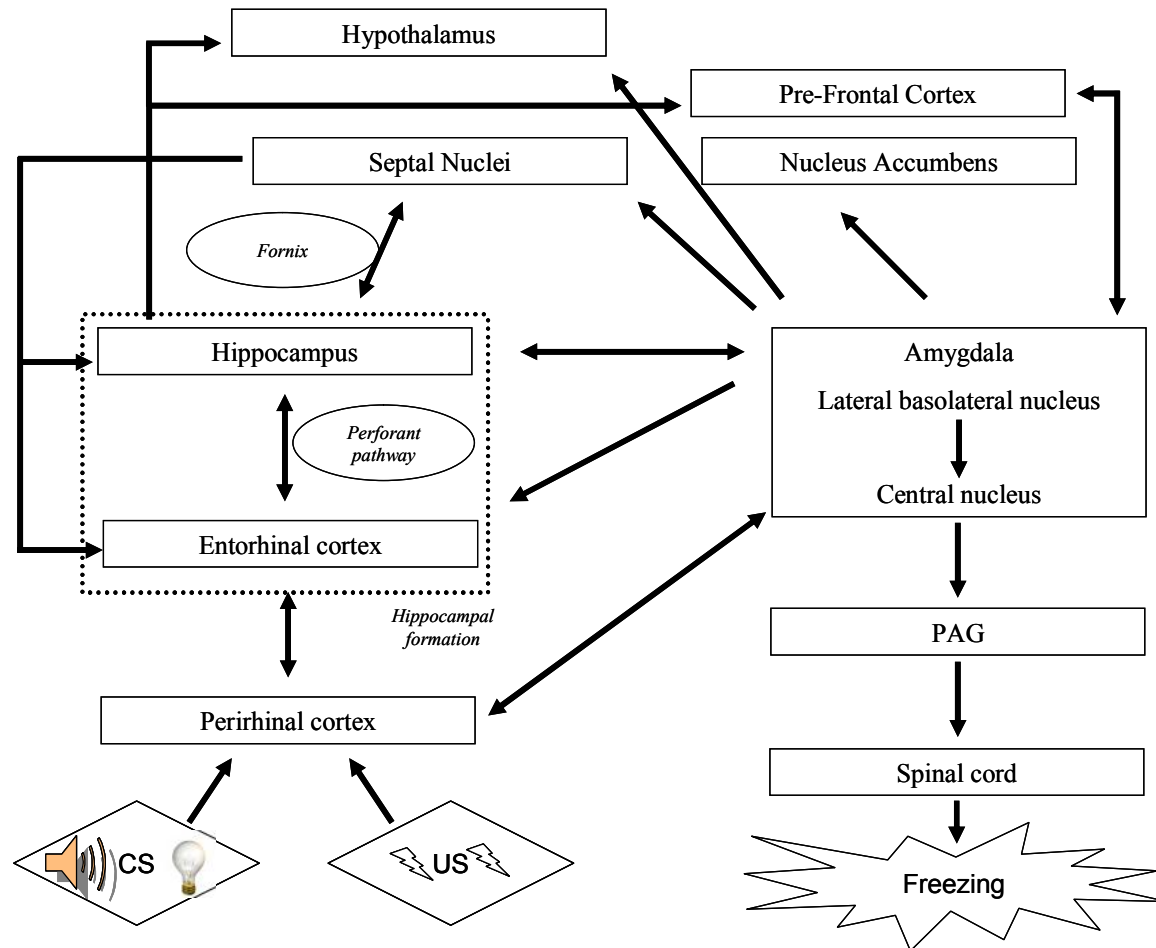 Hypothalamus
Pre-Frontal Cortex
Septal Nuclei
Nucleus Accumbens
Fornix
Hippocampus
Amygdala
Lateral basolateral nucleus
Perforant
pathway
Central nucleus
Entorhinal cortex
Hippocampal
formation
PAG
Perirhinal cortex
Spinal cord
CS
US
Freezing